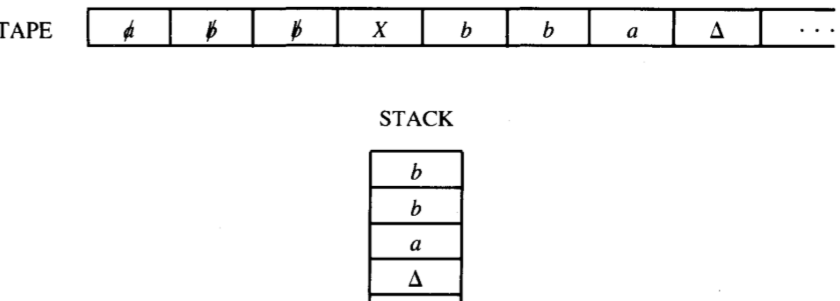 TAPE a̸ b̸ b̸ X b b a Δ ···
STACK
b
b
a
Δ